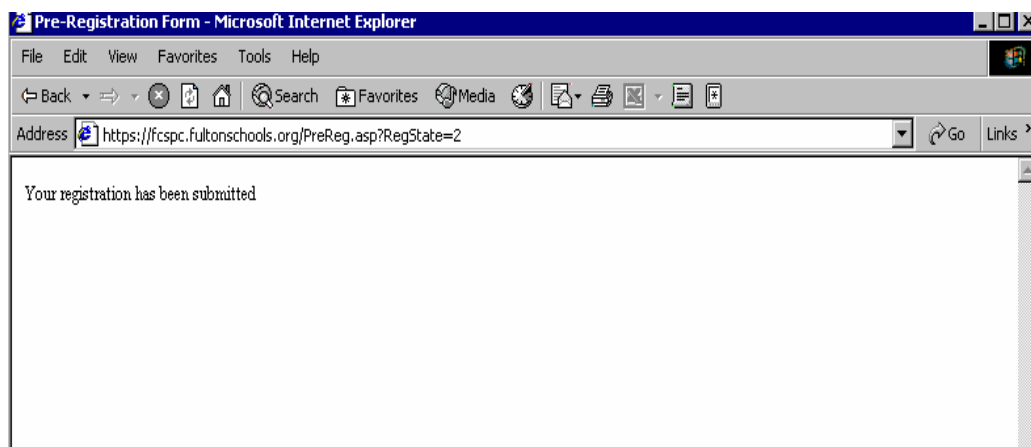 Pre-Registration Form - Microsoft Internet Explorer
File Edit View Favorites Tools Help
Back Search Favorites Media
Address https://fcspc.fultonschools.org/PreReg.asp?RegState=2 Go Links
Your registration has been submitted